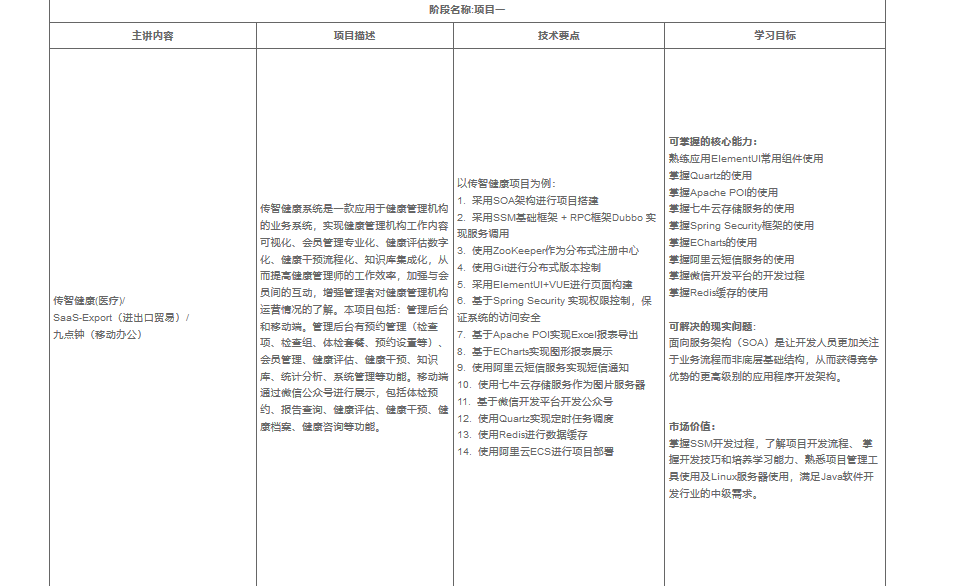 阶段名称:项目一
主讲内容
项目描述
技术要点
学习目标
传智健康(医疗)/
SaaS-Export（进出口贸易）/
九点钟（移动办公）
传智健康系统是一款应用于健康管理机构
的业务系统，实现健康管理机构工作内容
可视化、会员管理专业化、健康评估数字
化、健康干预流程化、知识库集成化，从
而提高健康管理师的工作效率，加强与会
员间的互动，增强管理者对健康管理机构
运营情况的了解。本项目包括：管理后台
和移动端。管理后台有预约管理（检查
项、检查组、体检套餐、预约设置等）、
会员管理、健康评估、健康干预、知识
库、统计分析、系统管理等功能。移动端
通过微信公众号进行展示，包括体检预
约、报告查询、健康评估、健康干预、健
康档案、健康咨询等功能。
以传智健康项目为例：
1. 采用SOA架构进行项目搭建
2. 采用SSM基础框架 + RPC框架Dubbo 实
现服务调用
3. 使用ZooKeeper作为分布式注册中心
4. 使用Git进行分布式版本控制
5. 采用ElementUI+VUE进行页面构建
6. 基于Spring Security 实现权限控制，保
证系统的访问安全
7. 基于Apache POI实现Excel报表导出
8. 基于ECharts实现图形报表展示
9. 使用阿里云短信服务实现短信通知
10. 使用七牛云存储服务作为图片服务器
11. 基于微信开发平台开发公众号
12. 使用Quartz实现定时任务调度
13. 使用Redis进行数据缓存
14. 使用阿里云ECS进行项目部署
可掌握的核心能力：
熟练应用ElementUI常用组件使用
掌握Quartz的使用
掌握Apache POI的使用
掌握七牛云存储服务的使用
掌握Spring Security框架的使用
掌握ECharts的使用
掌握阿里云短信服务的使用
掌握微信开发平台的开发过程
掌握Redis缓存的使用
可解决的现实问题：
面向服务架构（SOA）是让开发人员更加关注
于业务流程而非底层基础结构，从而获得竞争
优势的更高级别的应用程序开发架构。
市场价值：
掌握SSM开发过程，了解项目开发流程、 掌
握开发技巧和培养学习能力、熟悉项目管理工
具使用及Linux服务器使用，满足Java软件开
发行业的中级需求。